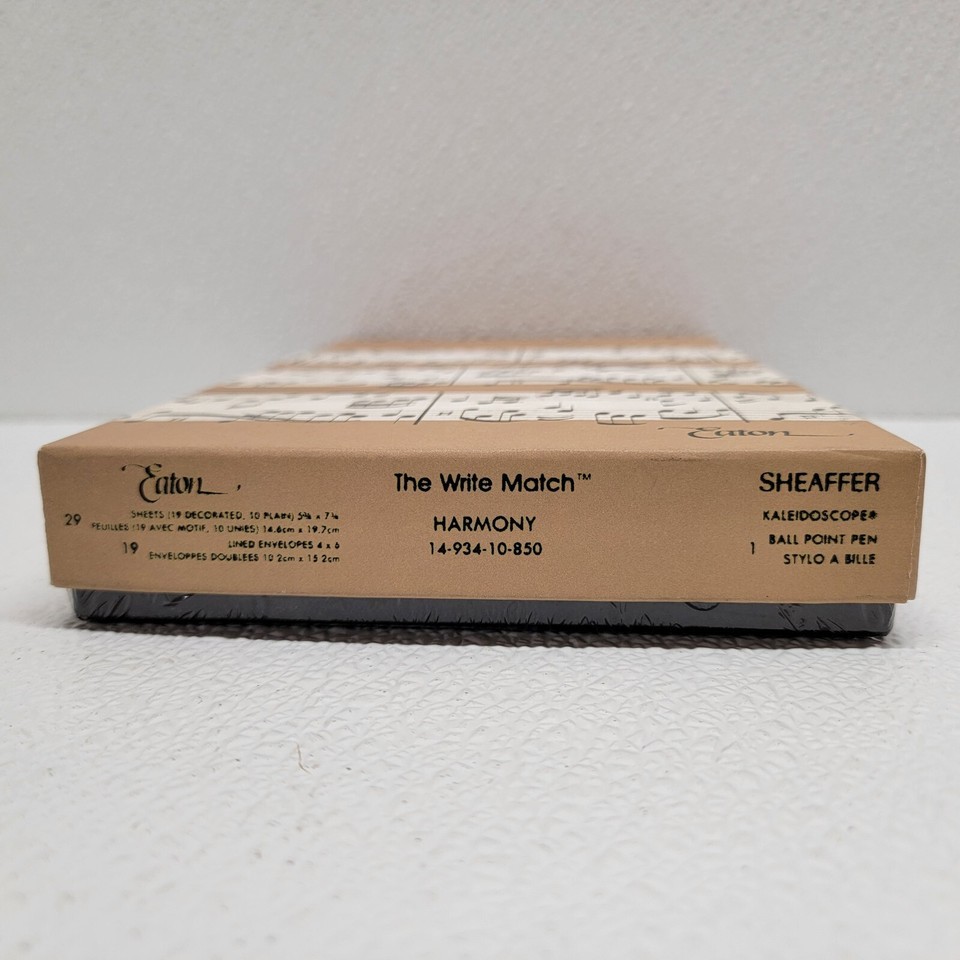 Eaton
Eaton
The Write Match™
SHEAFFER
29 SHEETS (19 DECORATED, 10 PLAIN) 5¾ x 7¾
FEUILLES (19 AVEC MOTIF, 10 UNIES) 14.6cm x 19.7cm
19 LINED ENVELOPES 4 x 6
ENVELOPPES DOUBLEES 10.2cm x 15.2cm
HARMONY
14-934-10-850
KALEIDOSCOPE®
1 BALL POINT PEN
STYLO A BILLE